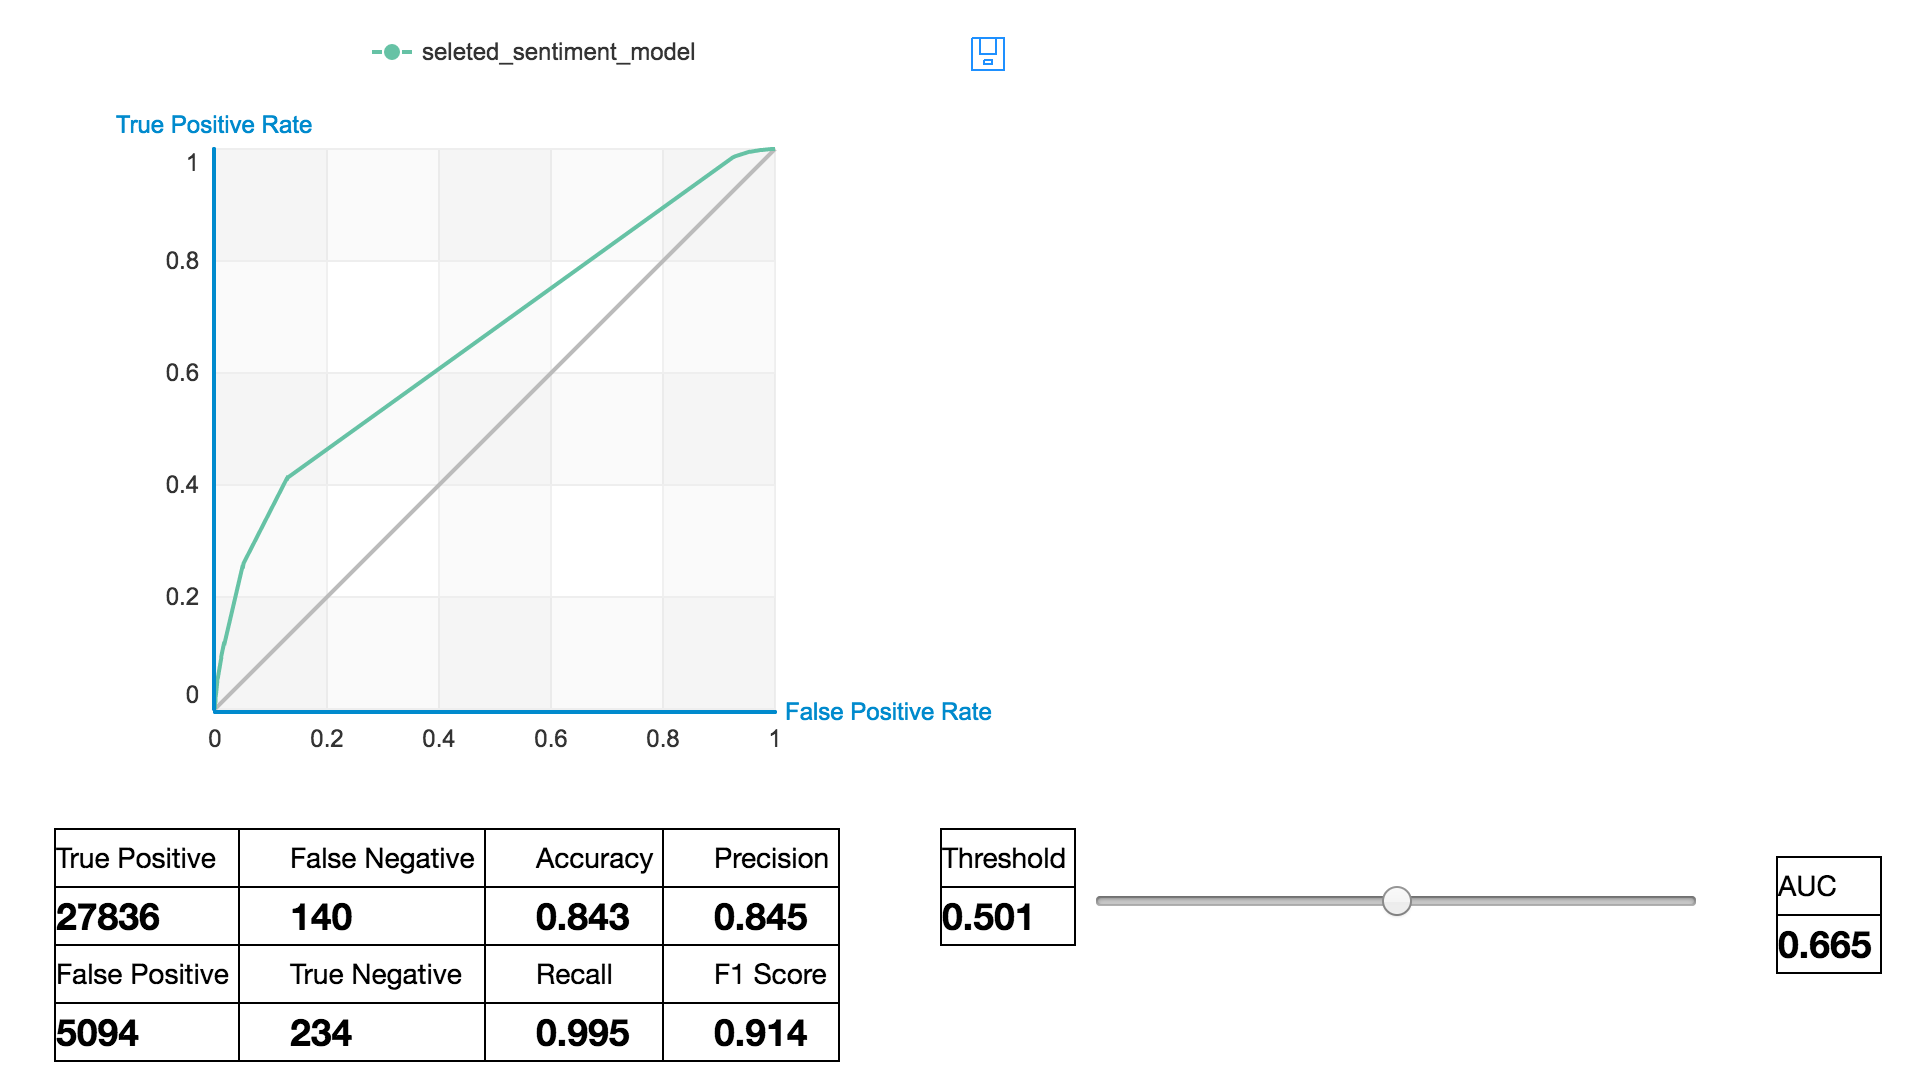 seleted_sentiment_model
True Positive Rate
1
0.8
0.6
0.4
0.2
0
0 0.2 0.4 0.6 0.8 1
False Positive Rate
True Positive False Negative Accuracy Precision
27836 140 0.843 0.845
False Positive True Negative Recall F1 Score
5094 234 0.995 0.914
Threshold
0.501
AUC
0.665